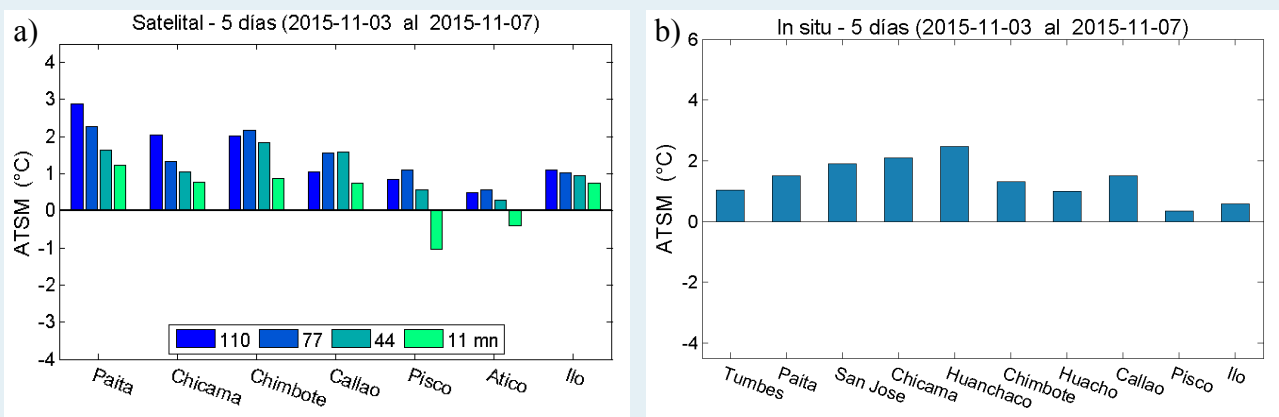 a)
Satelital - 5 días (2015-11-03 al 2015-11-07)
ATSM (°C)
4
3
2
1
0
-1
-2
-3
-4
110 77 44 11 mn
Paita Chicama Chimbote Callao Pisco Atico Ilo
b)
In situ - 5 días (2015-11-03 al 2015-11-07)
ATSM (°C)
6
4
2
0
-2
-4
Tumbes Paita San Jose Chicama Huanchaco Chimbote Huacho Callao Pisco Ilo